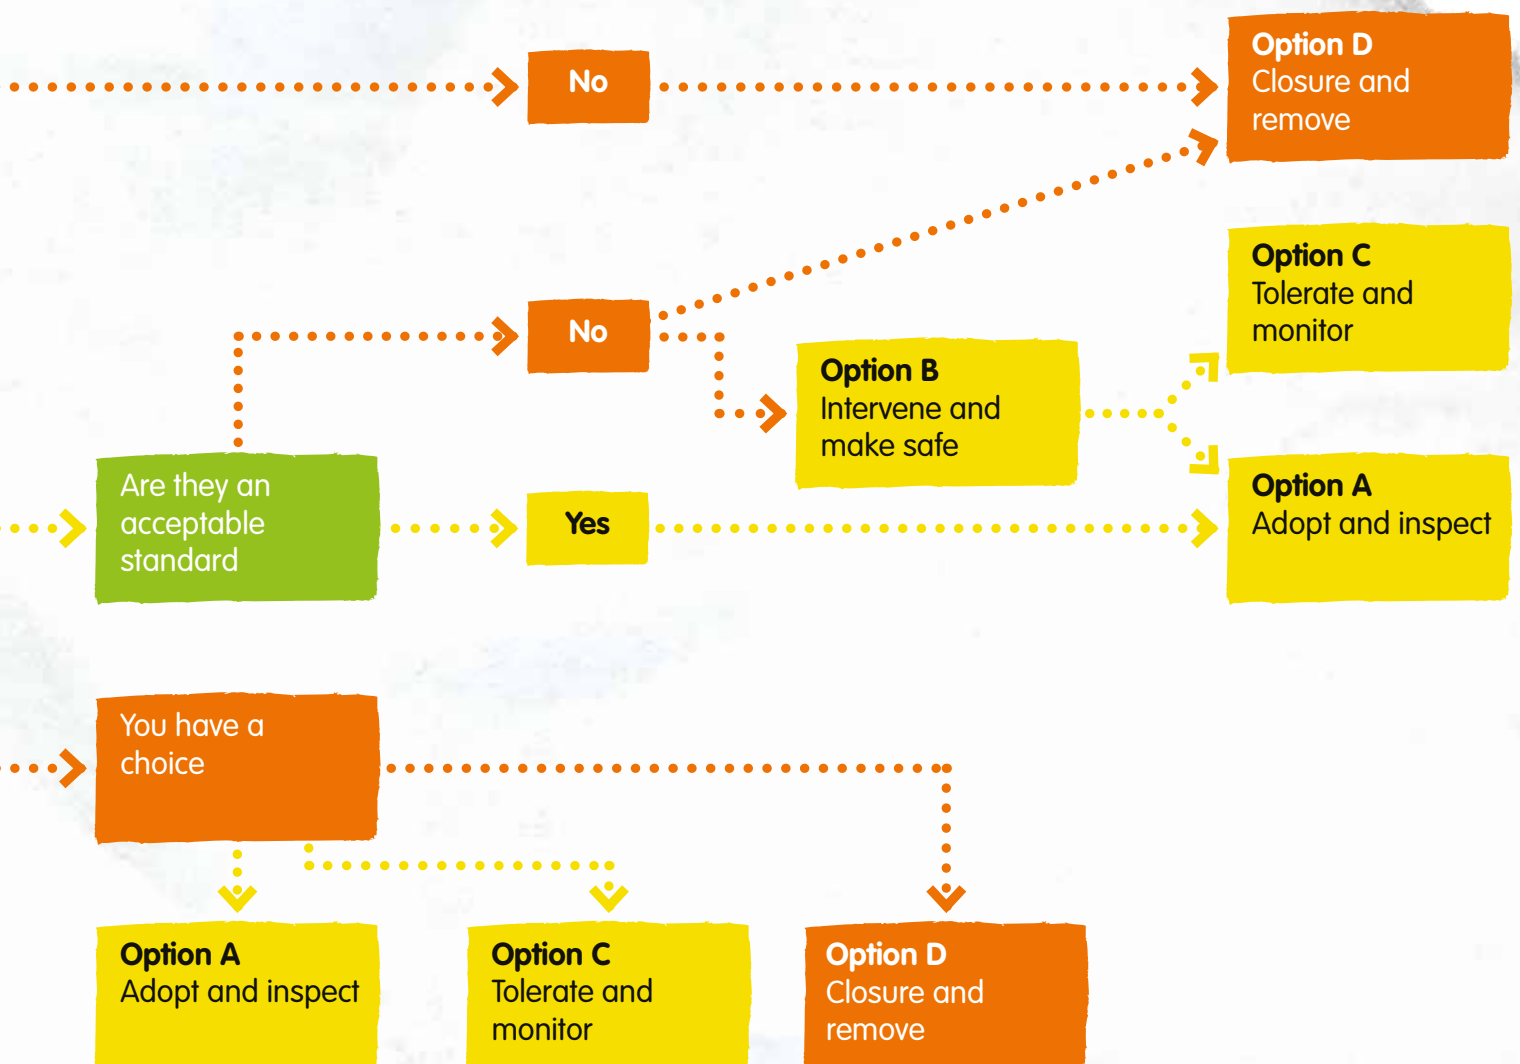 No
Option D
Closure and
remove
Option C
Tolerate and
monitor
No
Option B
Intervene and
make safe
Are they an
acceptable
standard
Yes
Option A
Adopt and inspect
You have a
choice
Option A
Adopt and inspect
Option C
Tolerate and
monitor
Option D
Closure and
remove